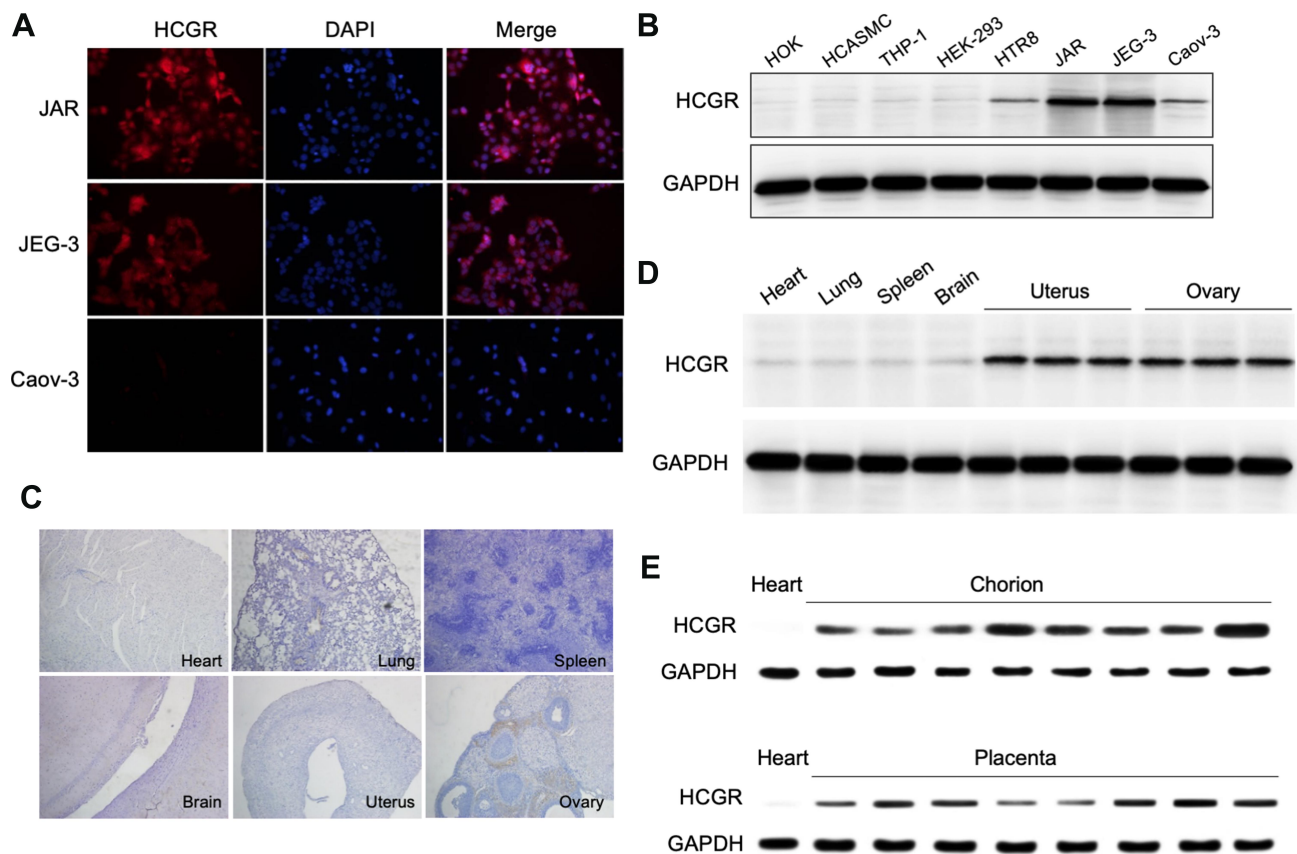 A
HCGR DAPI Merge
JAR
JEG-3
Caov-3
B
HOK HCASMC THP-1 HEK-293 HTR8 JAR JEG-3 Caov-3
HCGR
GAPDH
C
Heart Lung Spleen
Brain Uterus Ovary
D
Heart Lung Spleen Brain Uterus Ovary
HCGR
GAPDH
E
Heart Chorion
HCGR
GAPDH
Heart Placenta
HCGR
GAPDH